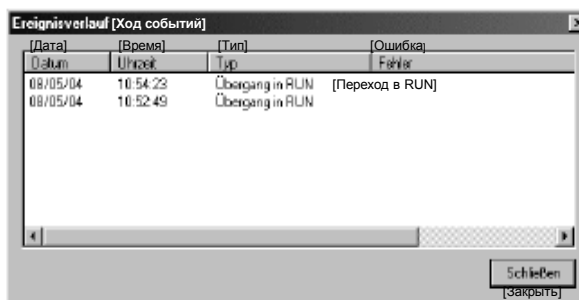 Ereignisverlauf [Ход событий]
[Дата] [Время] [Тип] [Ошибка]
Datum Uhrzeit Typ Fehler
08/05/04 10:54:23 Übergang in RUN [Переход в RUN]
08/05/04 10:52:49 Übergang in RUN
Schließen
[Закрыть]